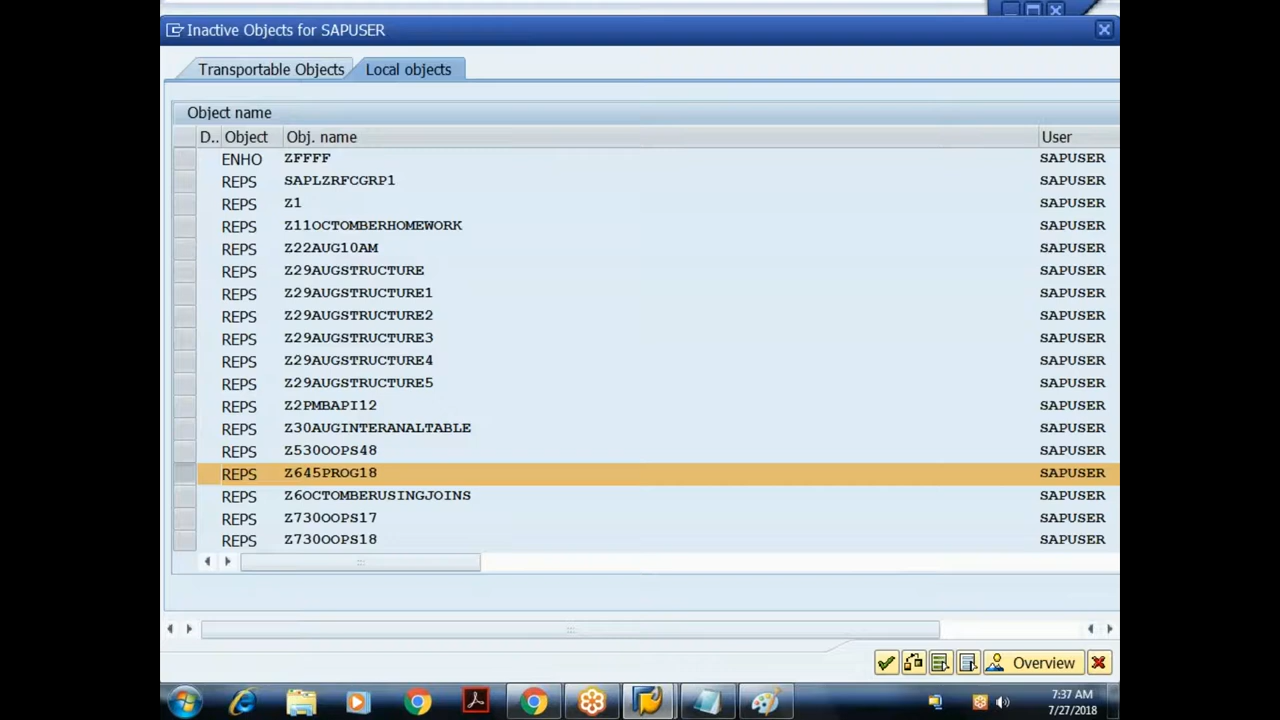 Inactive Objects for SAPUSER
Transportable Objects Local objects
Object name
D.. Object Obj. name User
ENHO ZFFFF SAPUSER
REPS SAPLZRFCGRP1 SAPUSER
REPS Z1 SAPUSER
REPS Z11OCTOMBERHOMEWORK SAPUSER
REPS Z22AUG10AM SAPUSER
REPS Z29AUGSTRUCTURE SAPUSER
REPS Z29AUGSTRUCTURE1 SAPUSER
REPS Z29AUGSTRUCTURE2 SAPUSER
REPS Z29AUGSTRUCTURE3 SAPUSER
REPS Z29AUGSTRUCTURE4 SAPUSER
REPS Z29AUGSTRUCTURE5 SAPUSER
REPS Z2PMBAPI12 SAPUSER
REPS Z30AUGINTERANALTABLE SAPUSER
REPS Z530OOPS48 SAPUSER
REPS Z645PROG18 SAPUSER
REPS Z6OCTOMBERUSINGJOINS SAPUSER
REPS Z730OOPS17 SAPUSER
REPS Z730OOPS18 SAPUSER
Overview
7:37 AM
7/27/2018